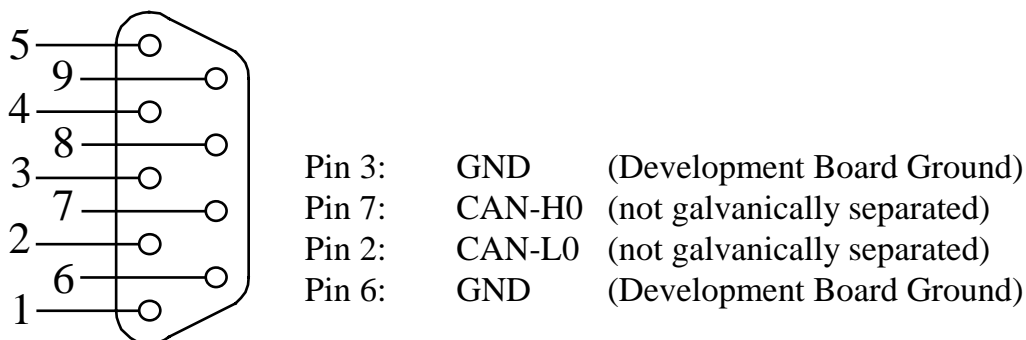 5
9
4
8
3
7
2
6
1
Pin 3: GND (Development Board Ground)
Pin 7: CAN-H0 (not galvanically separated)
Pin 2: CAN-L0 (not galvanically separated)
Pin 6: GND (Development Board Ground)